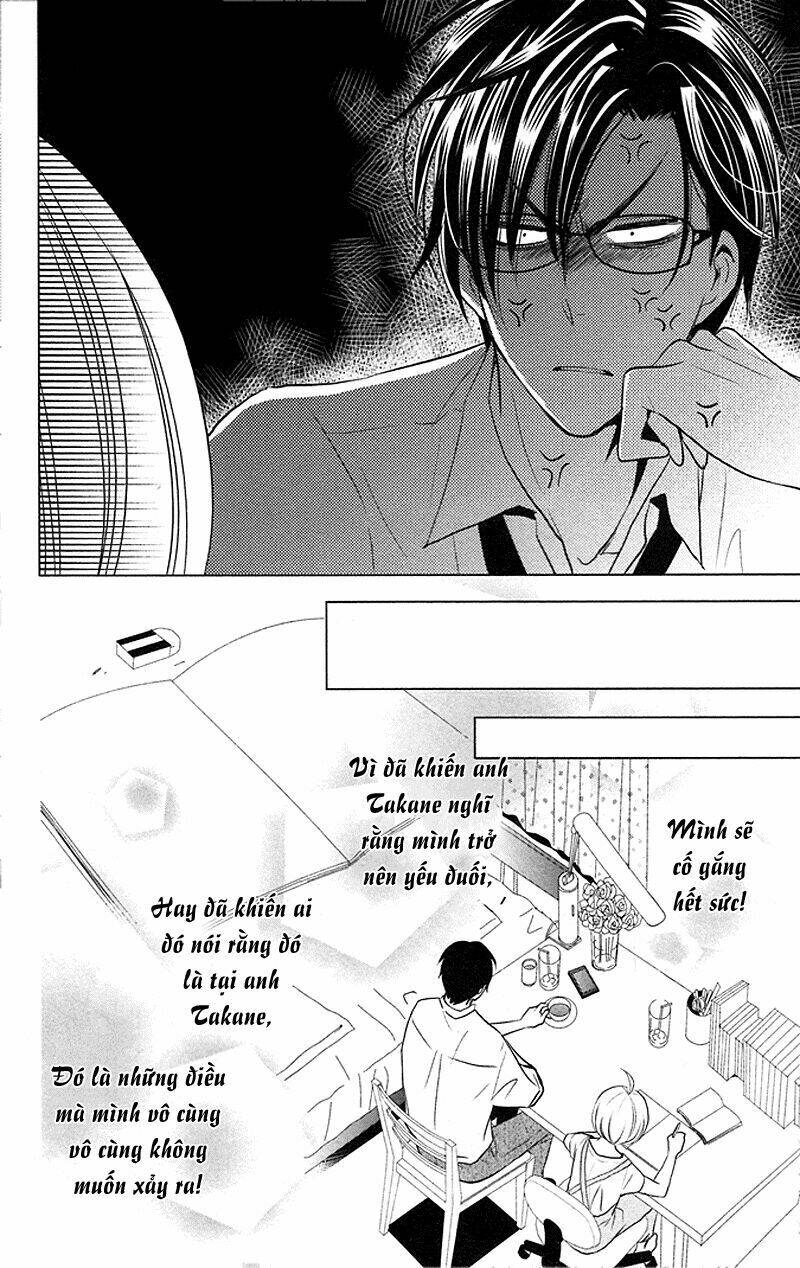 Mình sẽ
cố gắng
hết sức!
Vì đã khiến anh
Takane nghĩ
rằng mình trở
nên yếu đuối,
Hay đã khiến ai
đó nói rằng đó
là tại anh
Takane,
Đó là những điều
mà mình vô cùng
vô cùng không
muốn xảy ra!